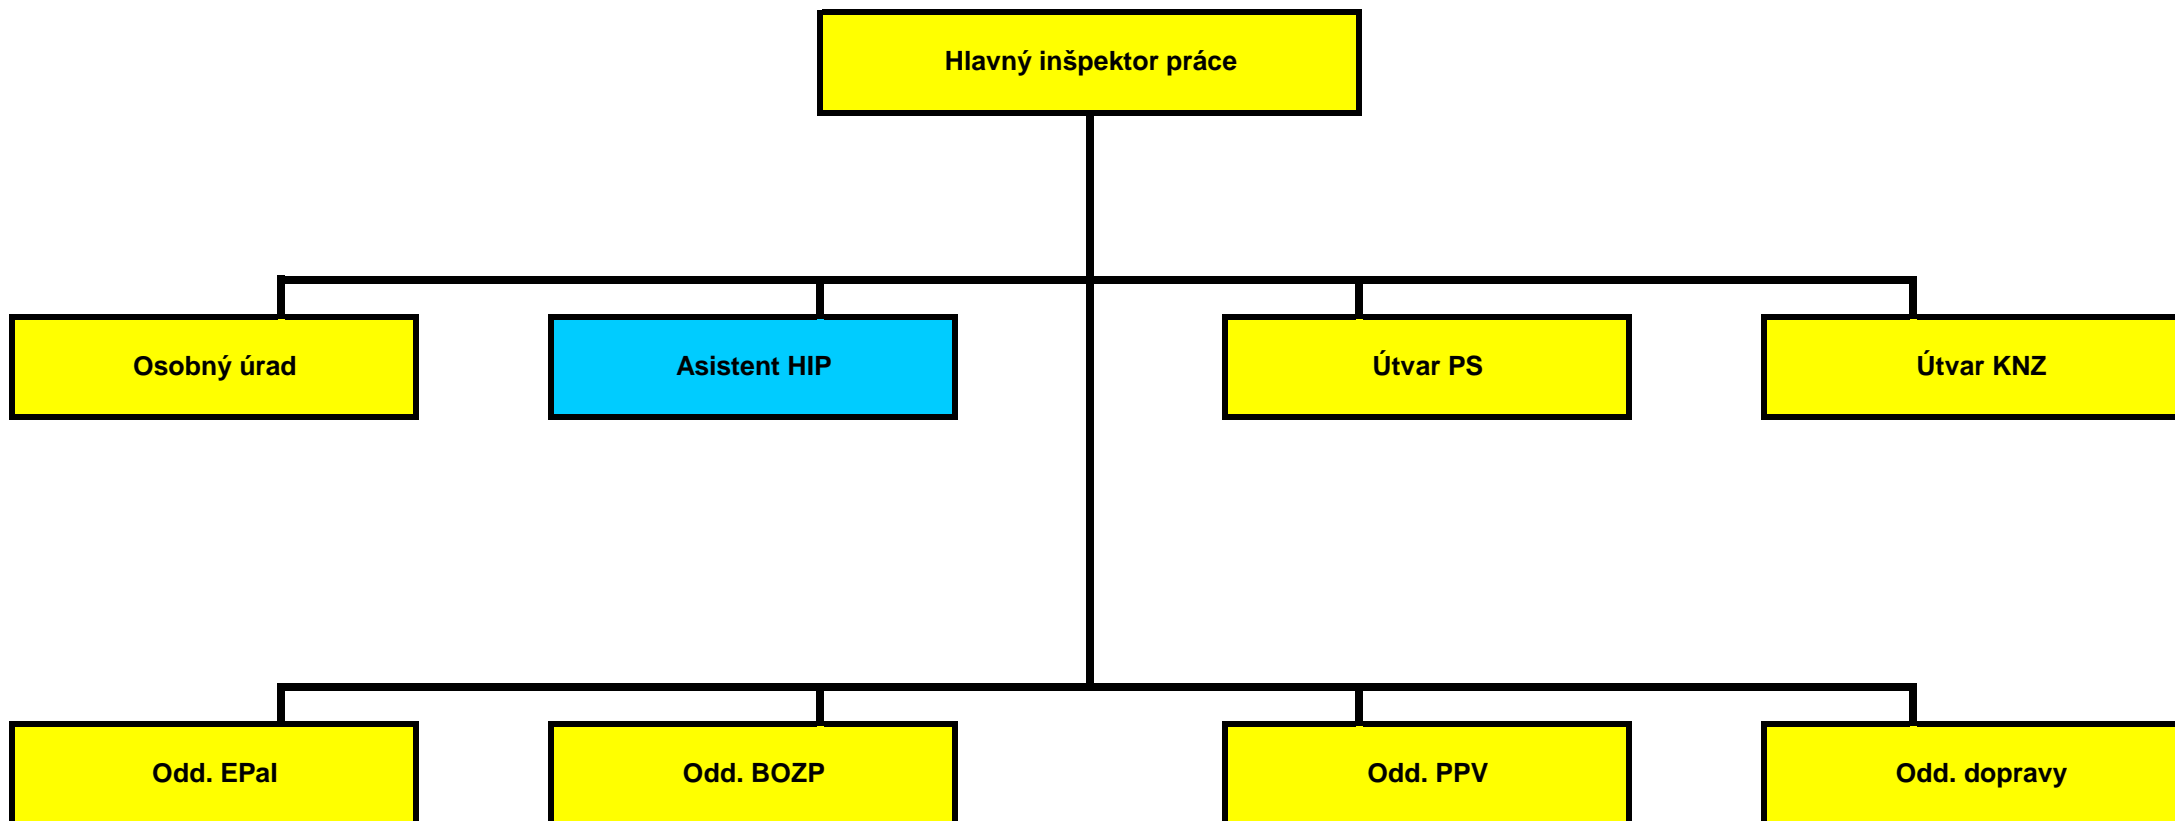 Hlavný inšpektor práce
Osobný úrad
Asistent HIP
Útvar PS
Útvar KNZ
Odd. EPaI
Odd. BOZP
Odd. PPV
Odd. dopravy